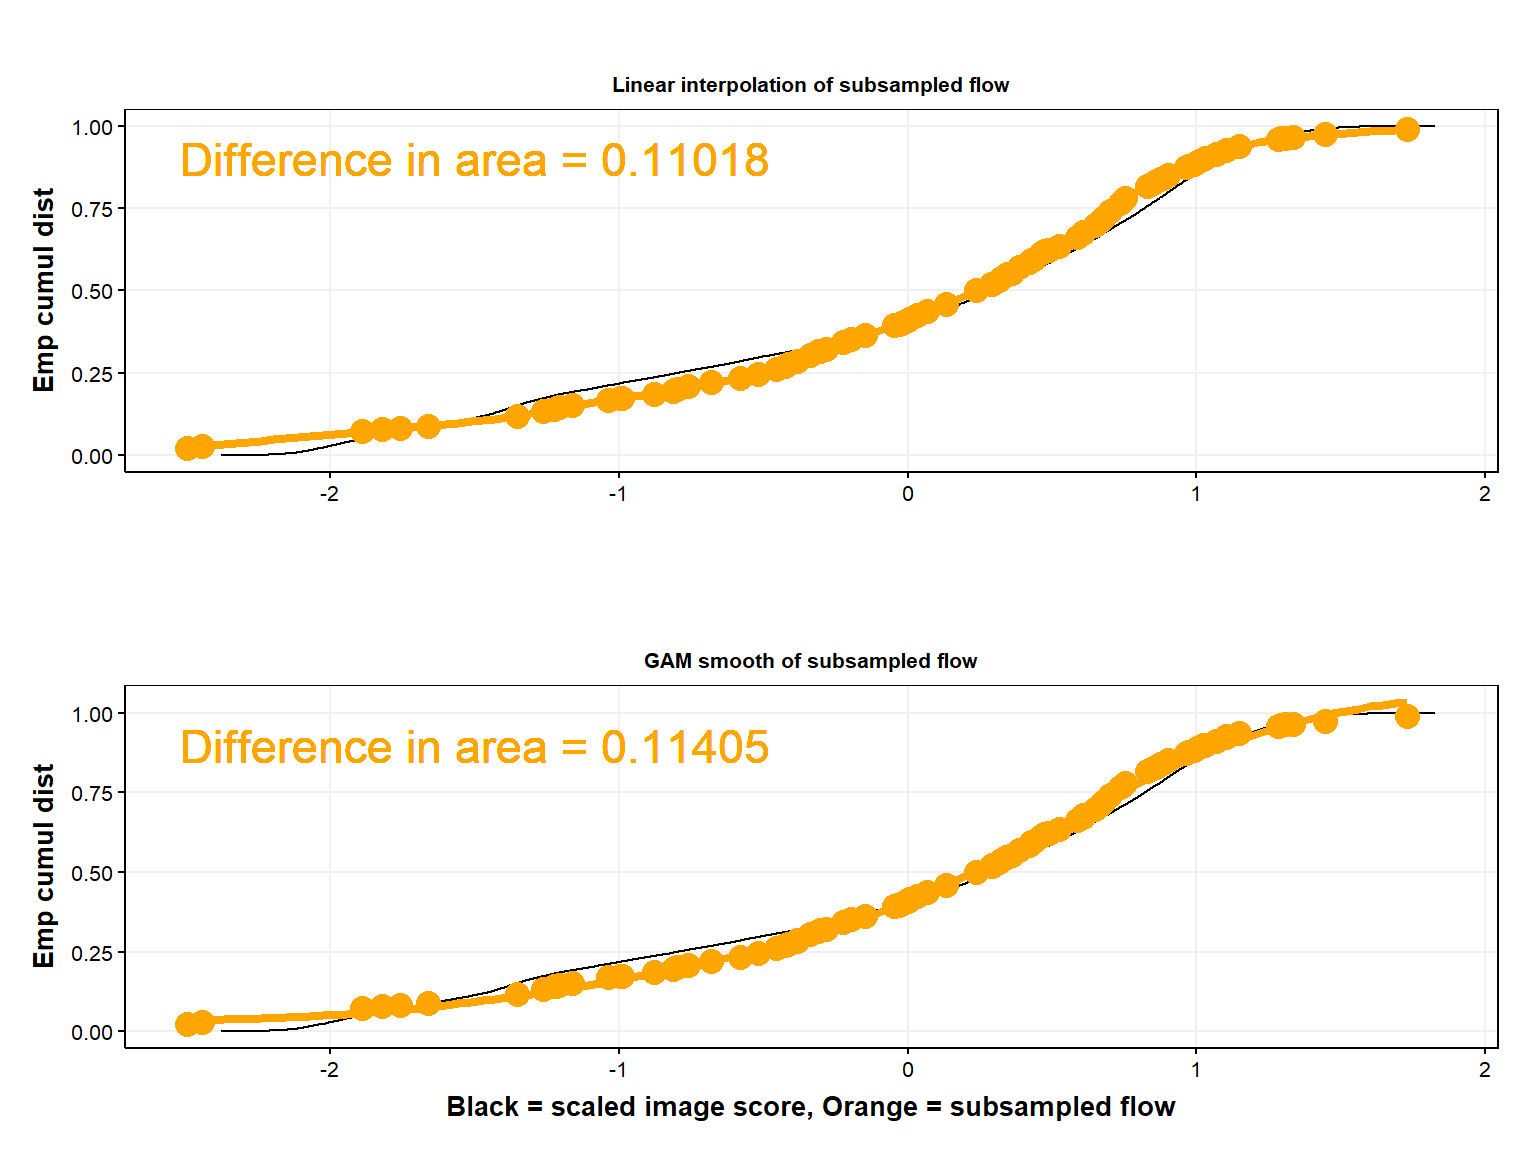 Linear interpolation of subsampled flow
Difference in area = 0.11018
Emp cumul dist
1.00
0.75
0.50
0.25
0.00
-2
-1
0
1
2
GAM smooth of subsampled flow
Difference in area = 0.11405
Emp cumul dist
1.00
0.75
0.50
0.25
0.00
-2
-1
0
1
2
Black = scaled image score, Orange = subsampled flow